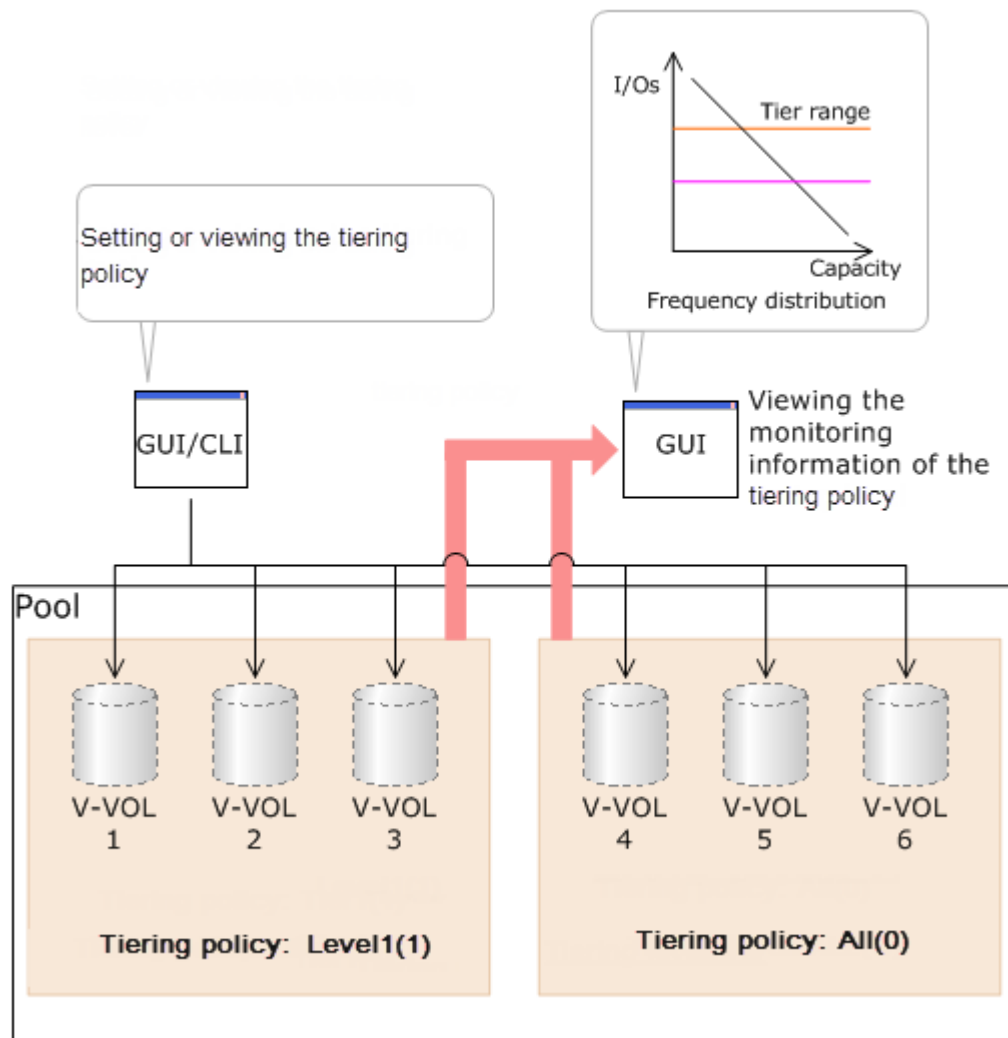 I/Os
Tier range
Capacity
Frequency distribution
Setting or viewing the tiering
policy
GUI/CLI
GUI
Viewing the
monitoring
information of the
tiering policy
Pool
V-VOL
1
V-VOL
2
V-VOL
3
V-VOL
4
V-VOL
5
V-VOL
6
Tiering policy: Level1(1)
Tiering policy: All(0)